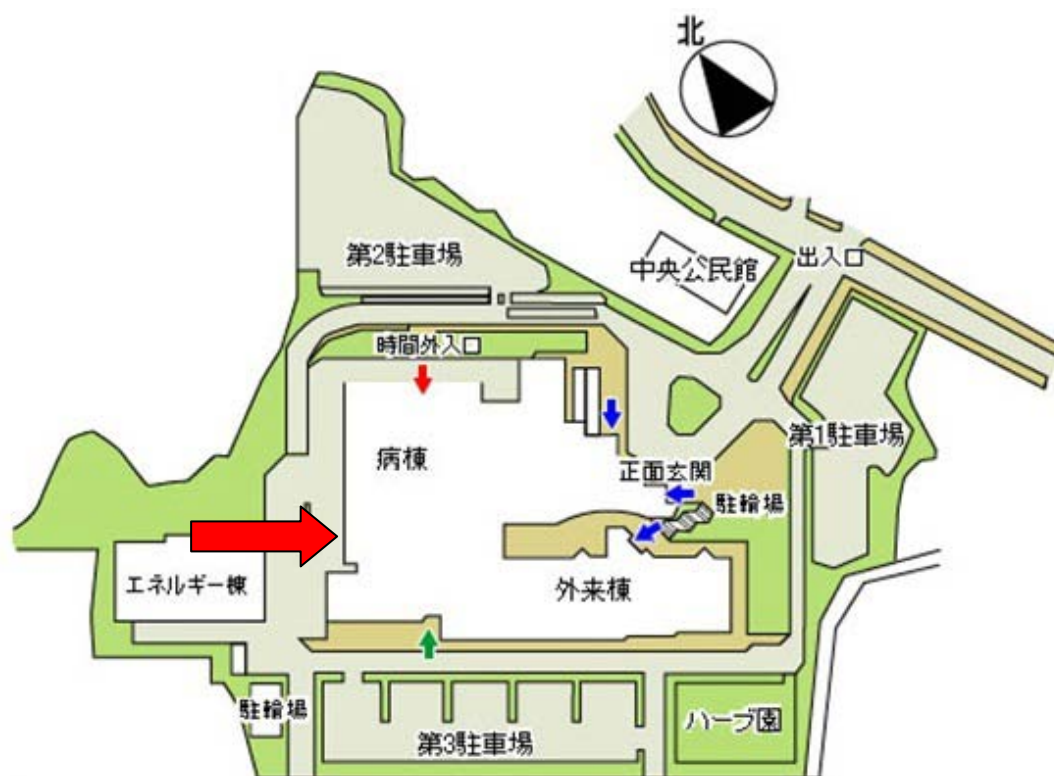 北
第2駐車場
中央公民館
出入口
時間外入口
第1駐車場
病棟
正面玄関
駐輪場
エネルギー棟
外来棟
駐輪場
第3駐車場
ハーブ園